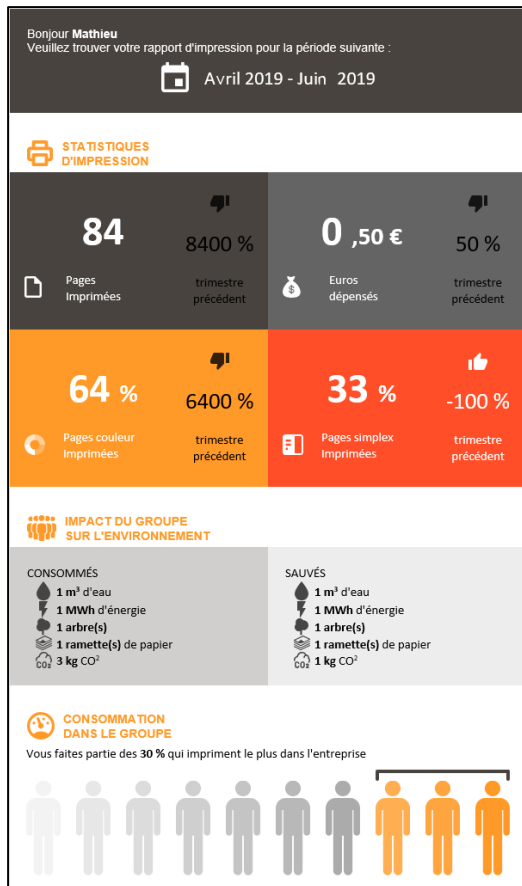 Bonjour Mathieu
Veuillez trouver votre rapport d'impression pour la période suivante :
Avril 2019 - Juin 2019
STATISTIQUES
D'IMPRESSION
84
8400 %
Pages
Imprimées
trimestre
précédent
0 ,50 €
50 %
$
Euros
dépensés
trimestre
précédent
64 %
6400 %
Pages couleur
Imprimées
trimestre
précédent
33 %
-100 %
Pages simplex
Imprimées
trimestre
précédent
IMPACT DU GROUPE
SUR L'ENVIRONNEMENT
CONSOMMÉS
1 m³ d'eau
1 MWh d'énergie
1 arbre(s)
1 ramette(s) de papier
CO₂ 3 kg CO²
SAUVÉS
1 m³ d'eau
1 MWh d'énergie
1 arbre(s)
1 ramette(s) de papier
CO₂ 1 kg CO²
CONSOMMATION
DANS LE GROUPE
Vous faites partie des 30 % qui impriment le plus dans l'entreprise